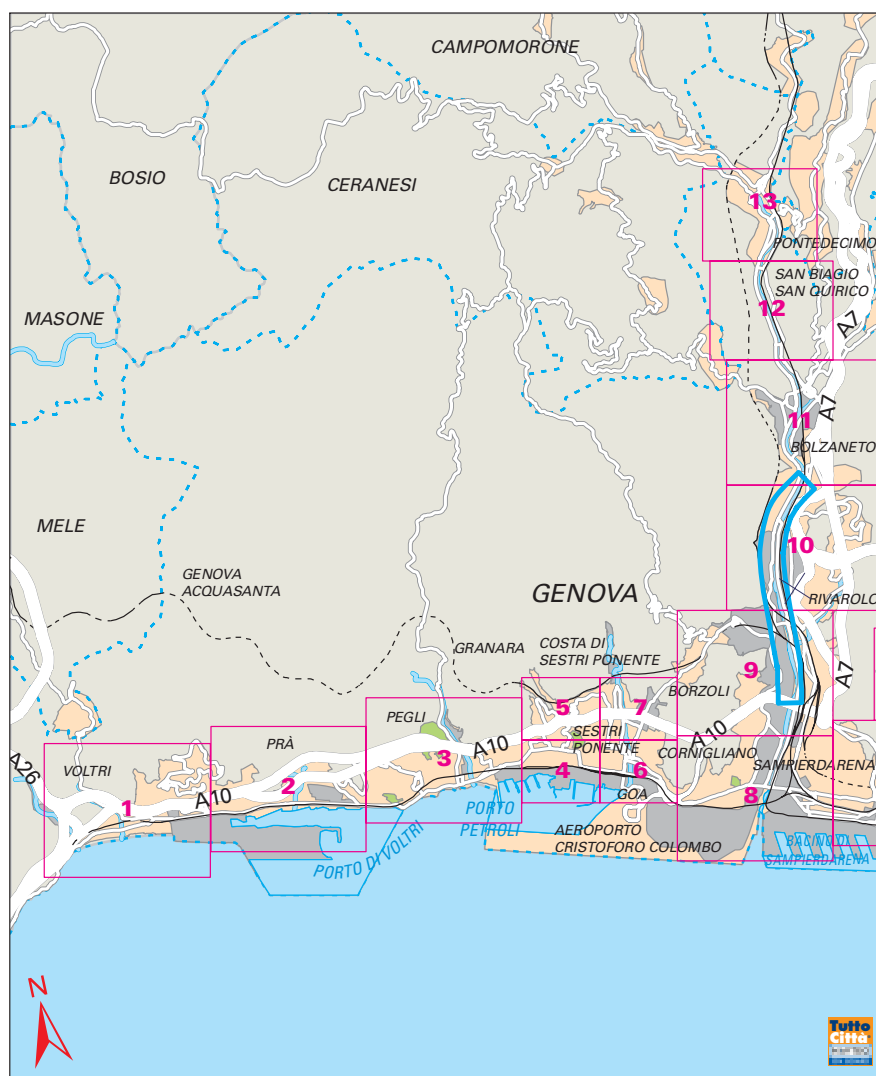 CAMPOMORONE
BOSIO
CERANESI
13
PONTEDECIMO
SAN BIAGIO
SAN QUIRICO
12
MASONE
A7
A7
11
BOLZANETO
MELE
10
GENOVA
ACQUASANTA
GENOVA
RIVAROLO
GRANARA
COSTA DI
SESTRI PONENTE
9
BORZOLI
A7
5
7
PEGLI
SESTRI
PONENTE
PRÀ
A10
A10
3
CORNIGLIANO
A26
VOLTRI
4
6
SAMPIERDARENA
2
A10
1
GOA
8
PORTO
PETROLI
PORTO DI VOLTRI
AEROPORTO
CRISTOFORO COLOMBO
BACINO DI
SAMPIERDARENA
N
Tutto
Città